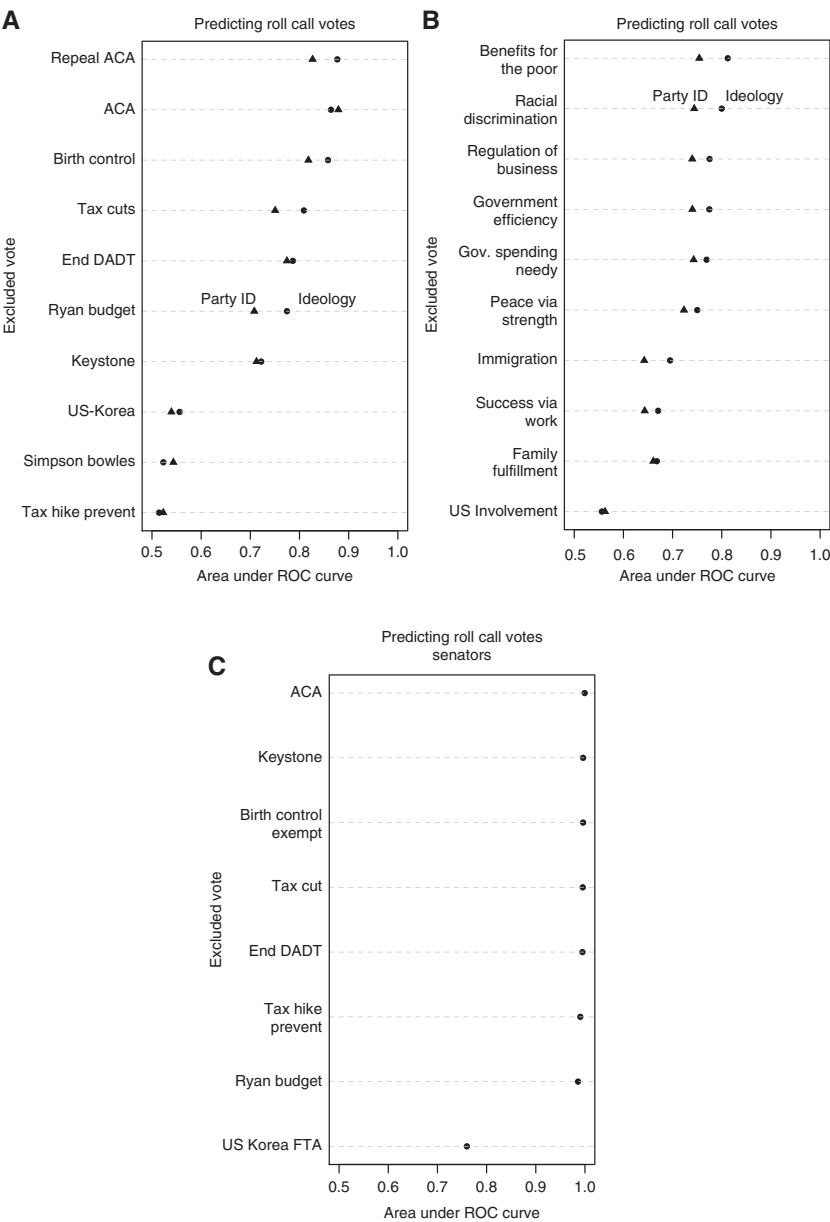 A
Predicting roll call votes
Repeal ACA
ACA
Birth control
Tax cuts
End DADT
Party ID
Ideology
Ryan budget
Keystone
US-Korea
Simpson bowles
Tax hike prevent
Excluded vote
0.5 0.6 0.7 0.8 0.9 1.0
Area under ROC curve
B
Predicting roll call votes
Benefits for
the poor
Party ID
Ideology
Racial
discrimination
Regulation of
business
Government
efficiency
Gov. spending
needy
Peace via
strength
Immigration
Success via
work
Family
fulfillment
US Involvement
Excluded vote
0.5 0.6 0.7 0.8 0.9 1.0
Area under ROC curve
C
Predicting roll call votes
senators
ACA
Keystone
Birth control
exempt
Tax cut
End DADT
Tax hike
prevent
Ryan budget
US Korea FTA
Excluded vote
0.5 0.6 0.7 0.8 0.9 1.0
Area under ROC curve